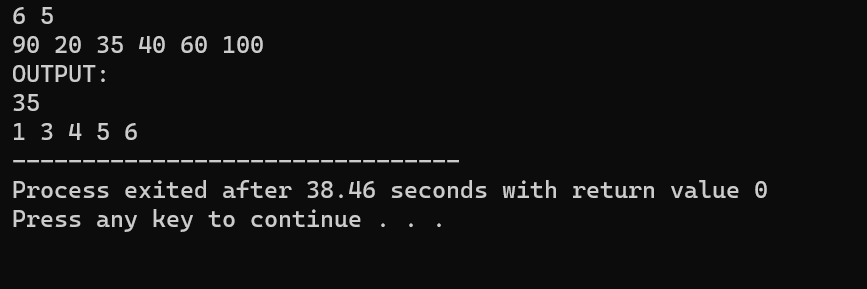 6 5
90 20 35 40 60 100
OUTPUT:
35
1 3 4 5 6
--------------------------------
Process exited after 38.46 seconds with return value 0
Press any key to continue . . .